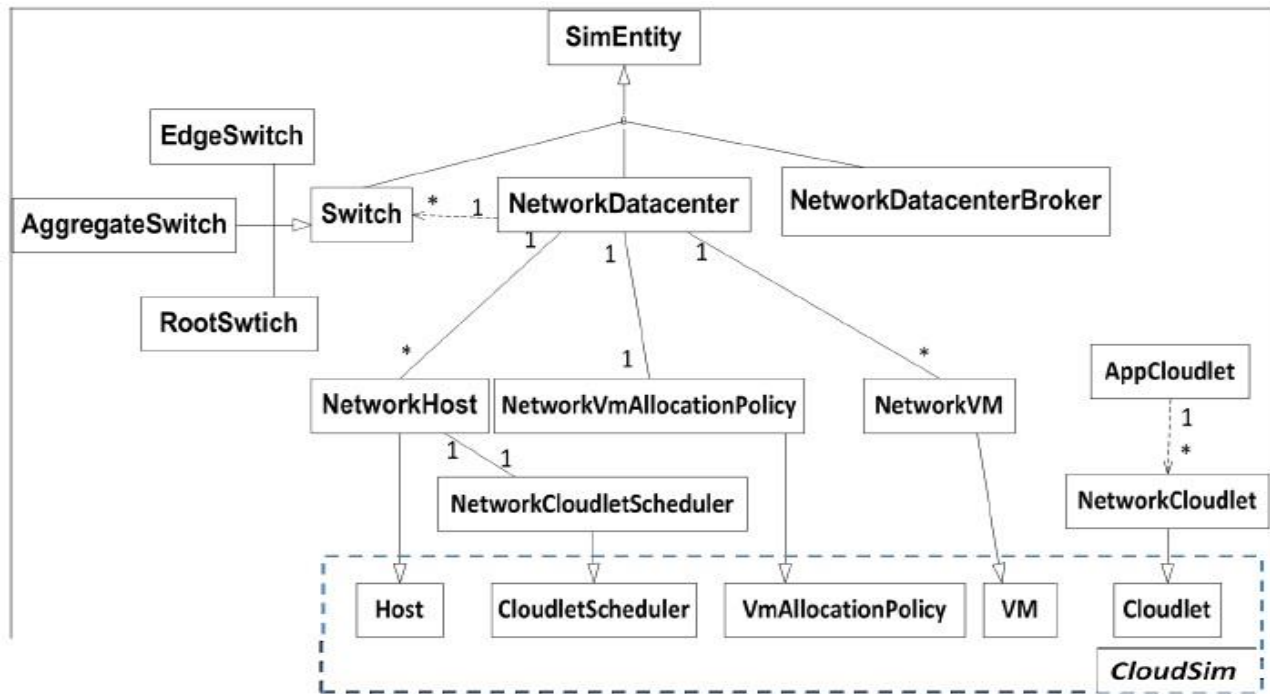 SimEntity
EdgeSwitch
AggregateSwitch
Switch
* 1
NetworkDatacenter
NetworkDatacenterBroker
RootSwtich
1 1 1
* 1 *
NetworkHost
NetworkVmAllocationPolicy
NetworkVM
AppCloudlet
1
*
1 1
NetworkCloudletScheduler
NetworkCloudlet
Host
CloudletScheduler
VmAllocationPolicy
VM
Cloudlet
CloudSim